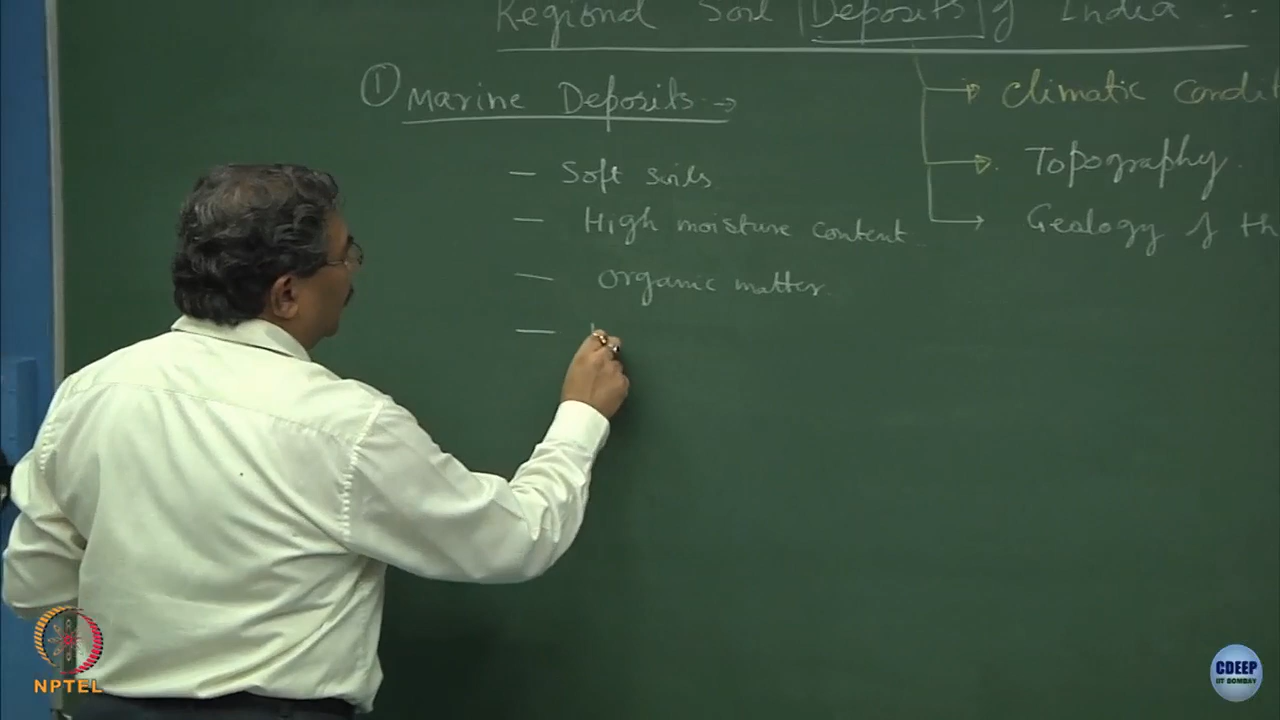 Regional Soil Deposits of India :-
① Marine Deposits →
→ Climatic Condit
— Soft soils
→ Topography.
— High moisture content
→ Gealogy of th
— organic matter.
—
NPTEL
CDEEP
IIT BOMBAY